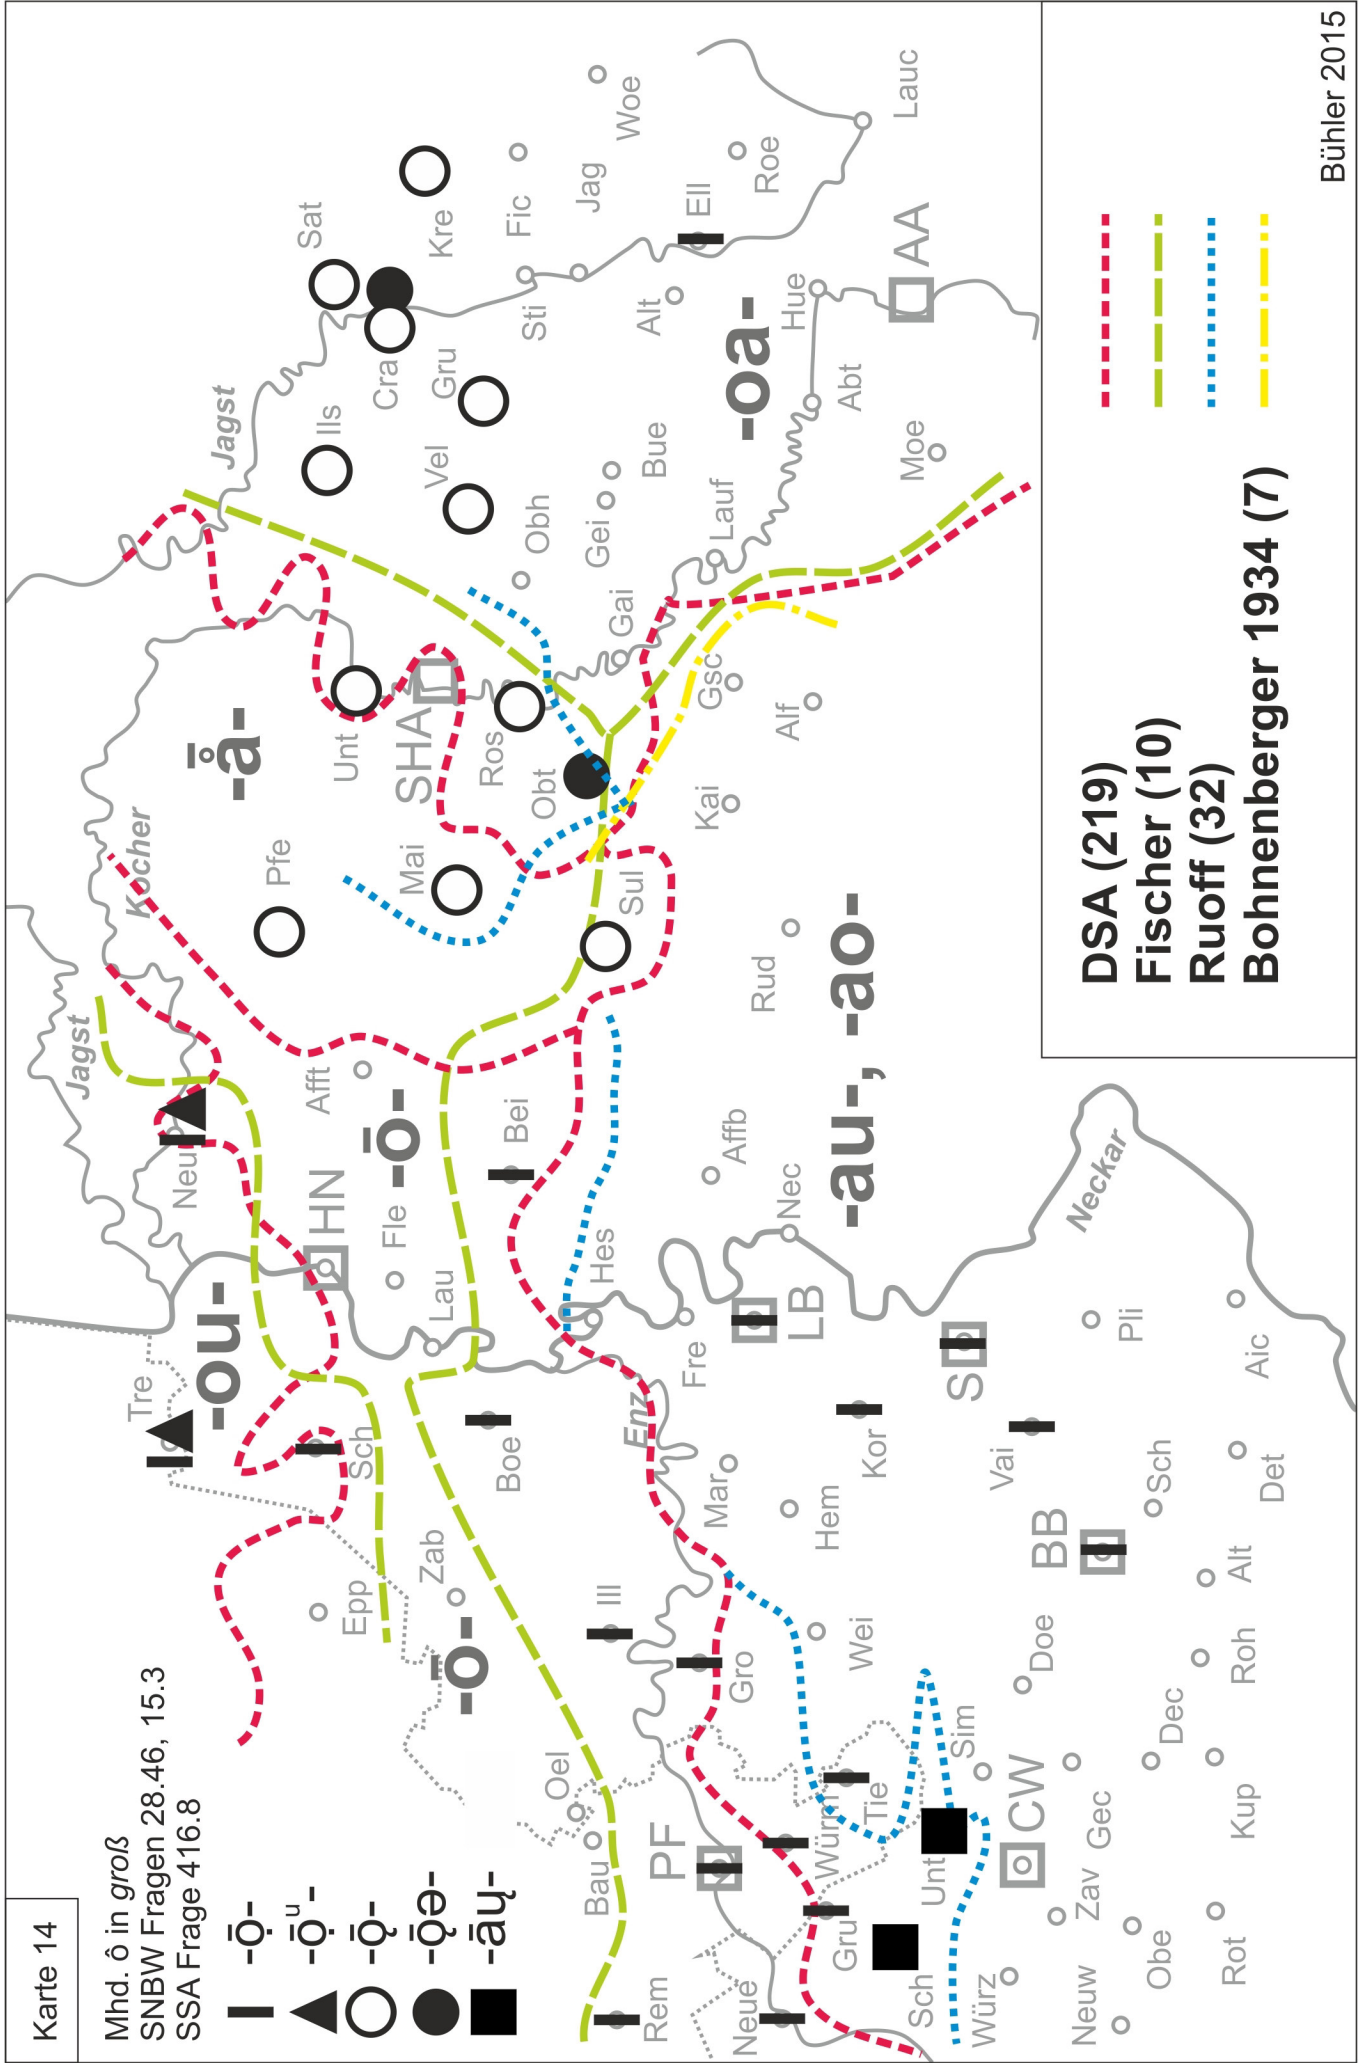 Karte 14
Mhd. ô in groß
SNBW Fragen 28.46, 15.3
SSA Frage 416.8
-ō-
-ōᵘ-
-ǭ-
-ǭə-
-āu̯-
Jagst
Kocher
Jagst
Neckar
Enz
-ou-
-ō-
-ō-
-å̄-
-oa-
-au-, -ao-
Tre
Neu
Sch
Epp
Zab
HN
Afft
Fle
Lau
Bei
Boe
Ill
Gro
Oel
Bau
PF
Rem
Neue
Würm
Tie
Gru
Sch
Unt
Würz
CW
Sim
Neuw
Zav
Gec
Obe
Dec
Rot
Kup
Roh
Doe
Alt
BB
Sch
Det
Vai
Wei
Hem
Mar
Kor
Fre
Hes
LB
S
Pli
Aic
Nec
Affb
Rud
Pfe
Mai
Sul
Unt
SHA
Ros
Obt
Kai
Alf
Gsc
Gai
Lauf
Obh
Gei
Bue
Vel
Ils
Cra
Gru
Sat
Kre
Fic
Sti
Jag
Woe
Alt
Ell
Roe
Lauc
Hue
AA
Abt
Moe
DSA (219)
Fischer (10)
Ruoff (32)
Bohnenberger 1934 (7)
Bühler 2015